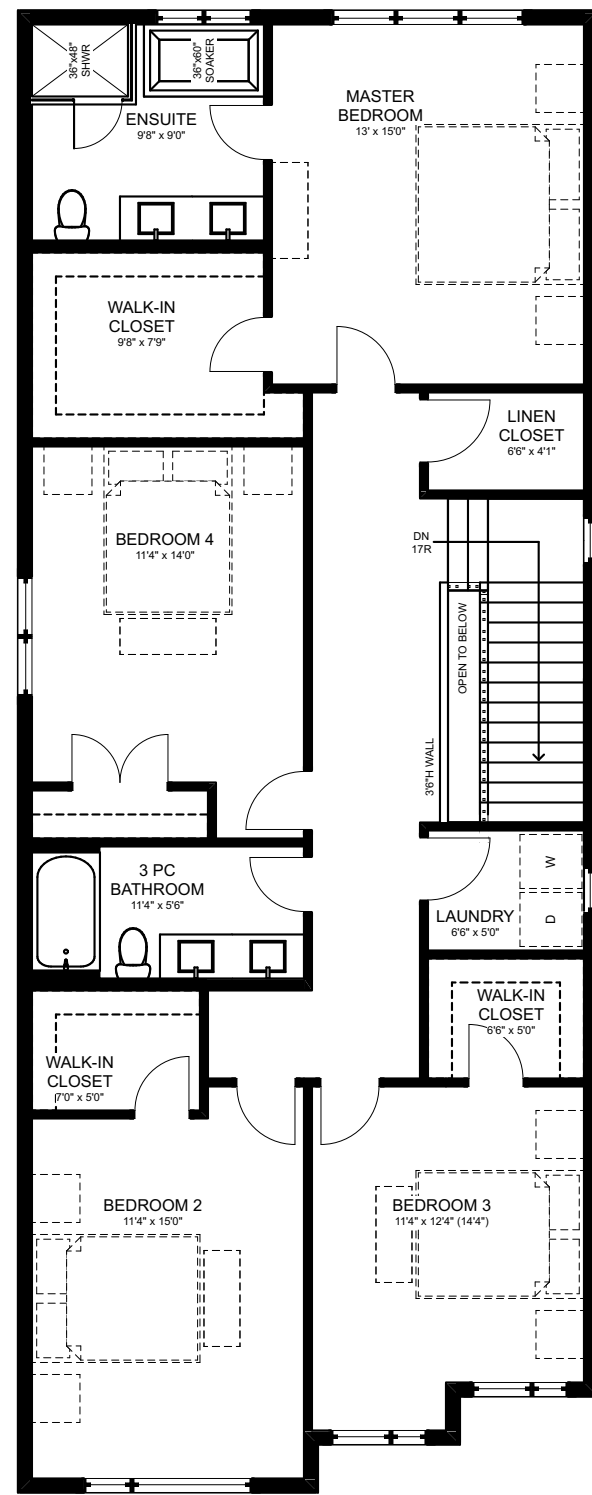 36"x48"
SHWR
36"x60"
SOAKER
ENSUITE
9'8" x 9'0"
MASTER
BEDROOM
13' x 15'0"
WALK-IN
CLOSET
9'8" x 7'9"
LINEN
CLOSET
6'6" x 4'1"
BEDROOM 4
11'4" x 14'0"
DN
17R
OPEN TO BELOW
3'6"H WALL
3 PC
BATHROOM
11'4" x 5'6"
W
D
LAUNDRY
6'6" x 5'0"
WALK-IN
CLOSET
6'6" x 5'0"
WALK-IN
CLOSET
7'0" x 5'0"
BEDROOM 2
11'4" x 15'0"
BEDROOM 3
11'4" x 12'4" (14'4")